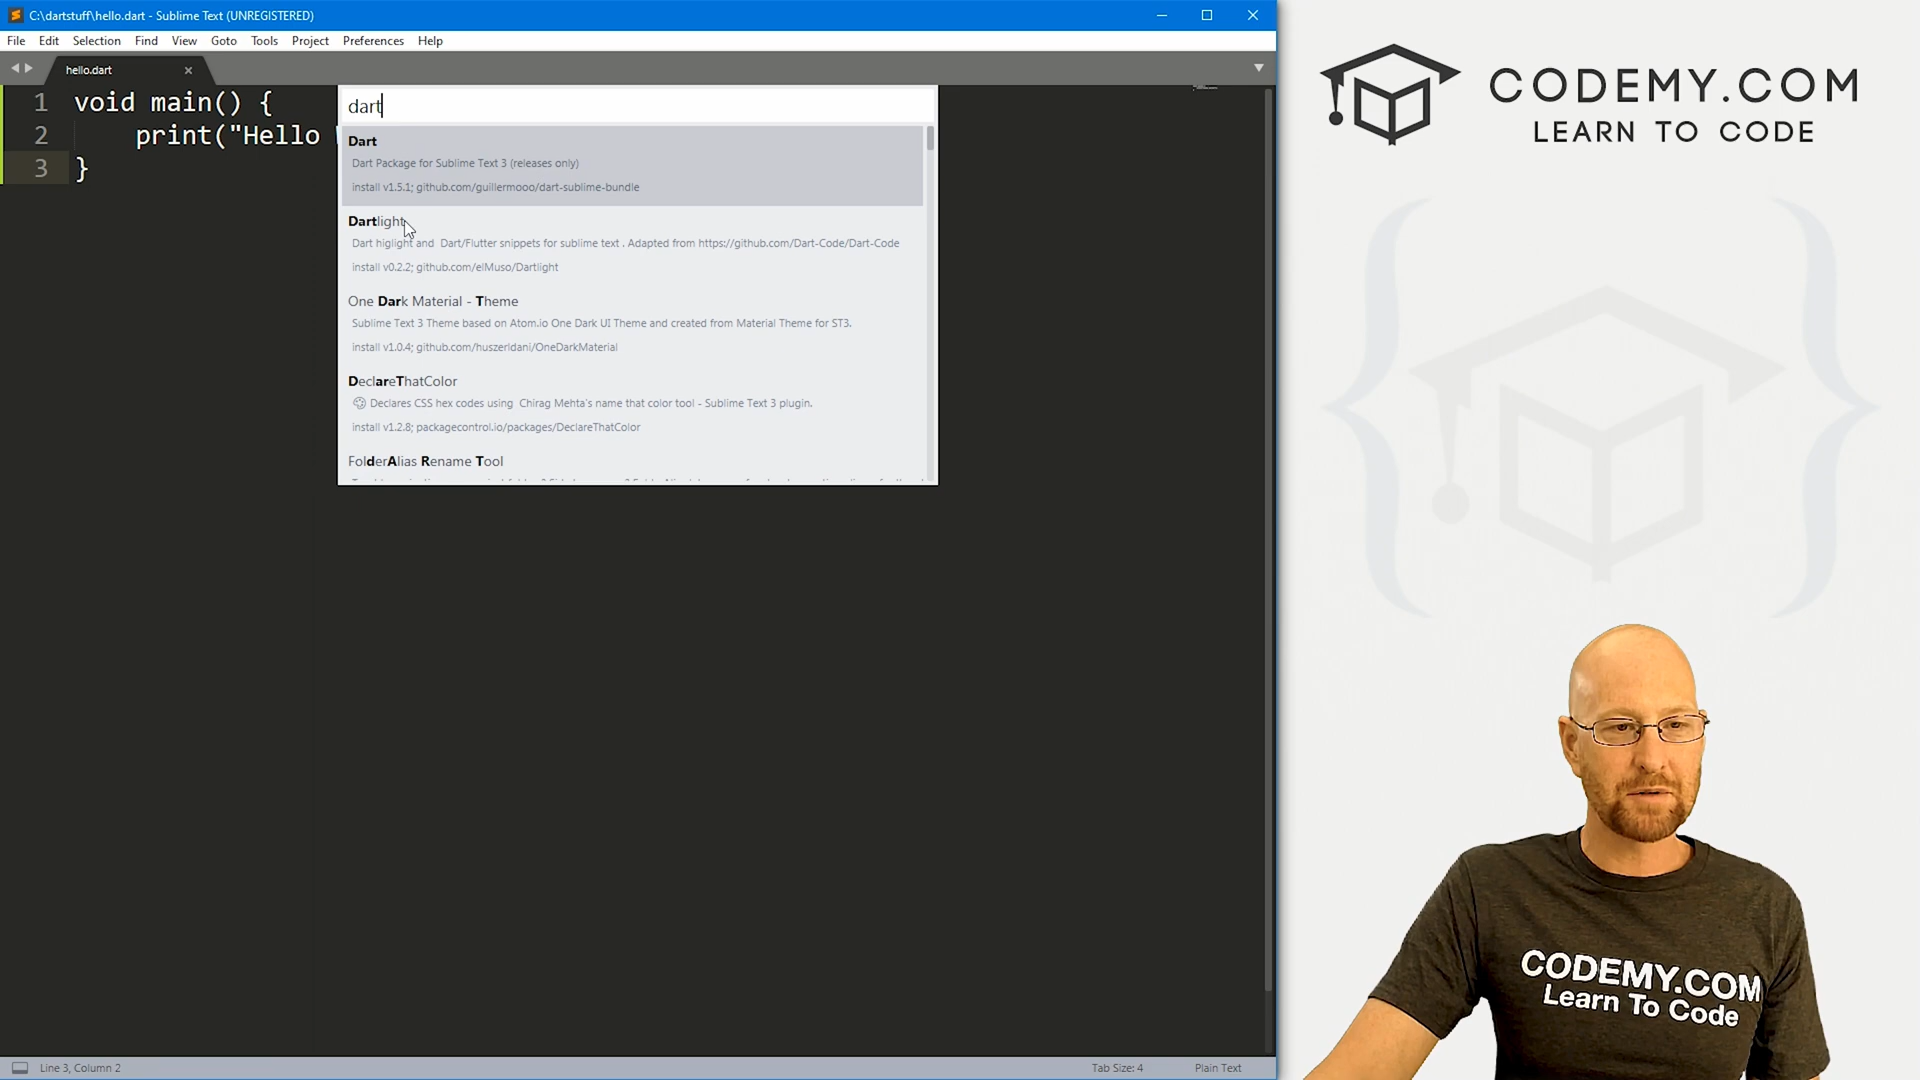 C:\dartstuff\hello.dart - Sublime Text (UNREGISTERED)
File Edit Selection Find View Goto Tools Project Preferences Help
hello.dart
1 void main() {
2 print("Hello
3 }
dart
Dart
Dart Package for Sublime Text 3 (releases only)
install v1.5.1; github.com/guillermooo/dart-sublime-bundle
Dartlight
Dart higlight and Dart/Flutter snippets for sublime text . Adapted from https://github.com/Dart-Code/Dart-Code
install v0.2.2; github.com/elMuso/Dartlight
One Dark Material - Theme
Sublime Text 3 Theme based on Atom.io One Dark UI Theme and created from Material Theme for ST3.
install v1.0.4; github.com/huszerldani/OneDarkMaterial
DeclareThatColor
Declares CSS hex codes using Chirag Mehta's name that color tool - Sublime Text 3 plugin.
install v1.2.8; packagecontrol.io/packages/DeclareThatColor
FolderAlias Rename Tool
Line 3, Column 2
Tab Size: 4
Plain Text
CODEMY.COM
LEARN TO CODE
CODEMY.COM
Learn To Code